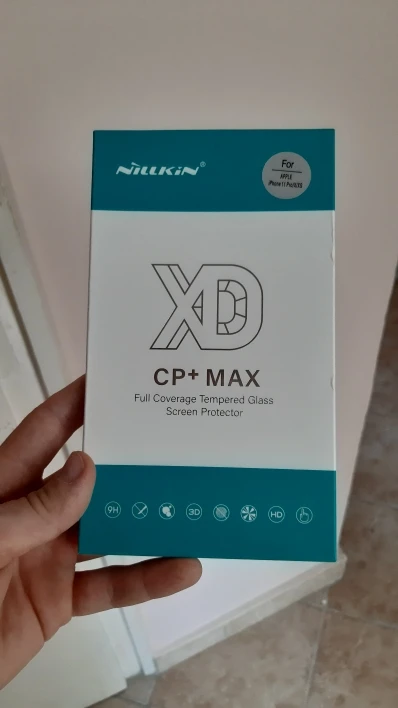 NILLKIN®
For
APPLE
iPhone 11 Pro/X/XS
XD
CP+ MAX
Full Coverage Tempered Glass
Screen Protector
9H
3D
HD